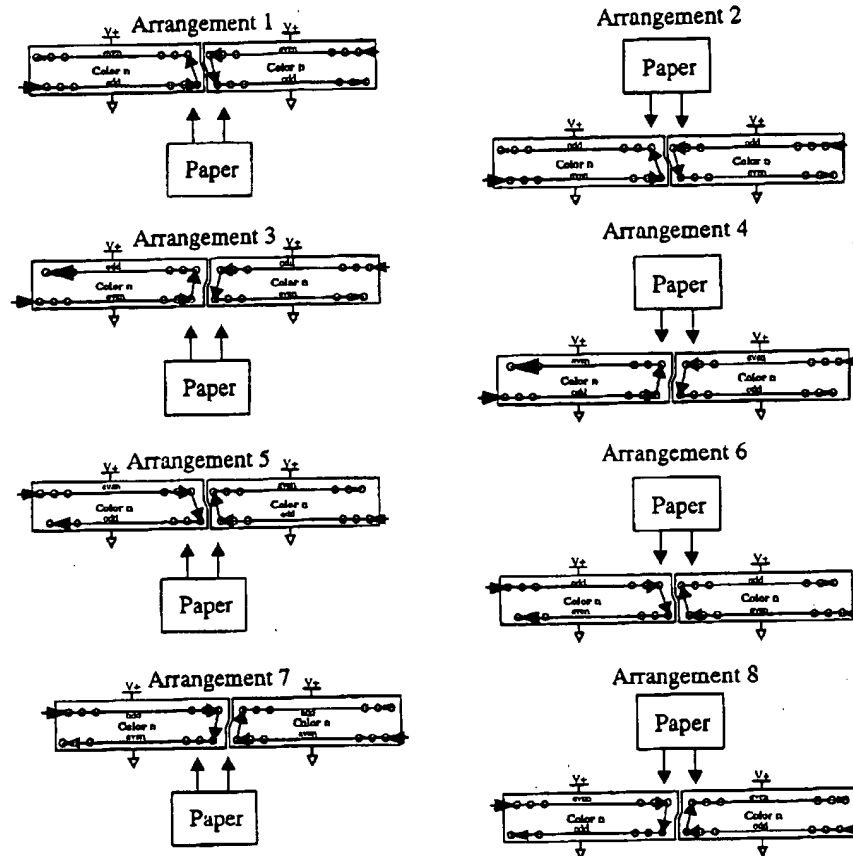 Arrangement 1
V+ V+
even
Color n Color n
odd odd
Paper
Arrangement 2
Paper
V+ V+
odd odd
Color n Color n
even even
Arrangement 3
V+ V+
odd odd
Color n Color n
even even
Paper
Arrangement 4
Paper
V+ V+
even even
Color n Color n
odd odd
Arrangement 5
V+ V+
even even
Color n Color n
odd odd
Paper
Arrangement 6
Paper
V+ V+
odd odd
Color n Color n
even even
Arrangement 7
V+ V+
odd odd
Color n Color n
even even
Paper
Arrangement 8
Paper
V+ V+
even even
Color n Color n
odd odd